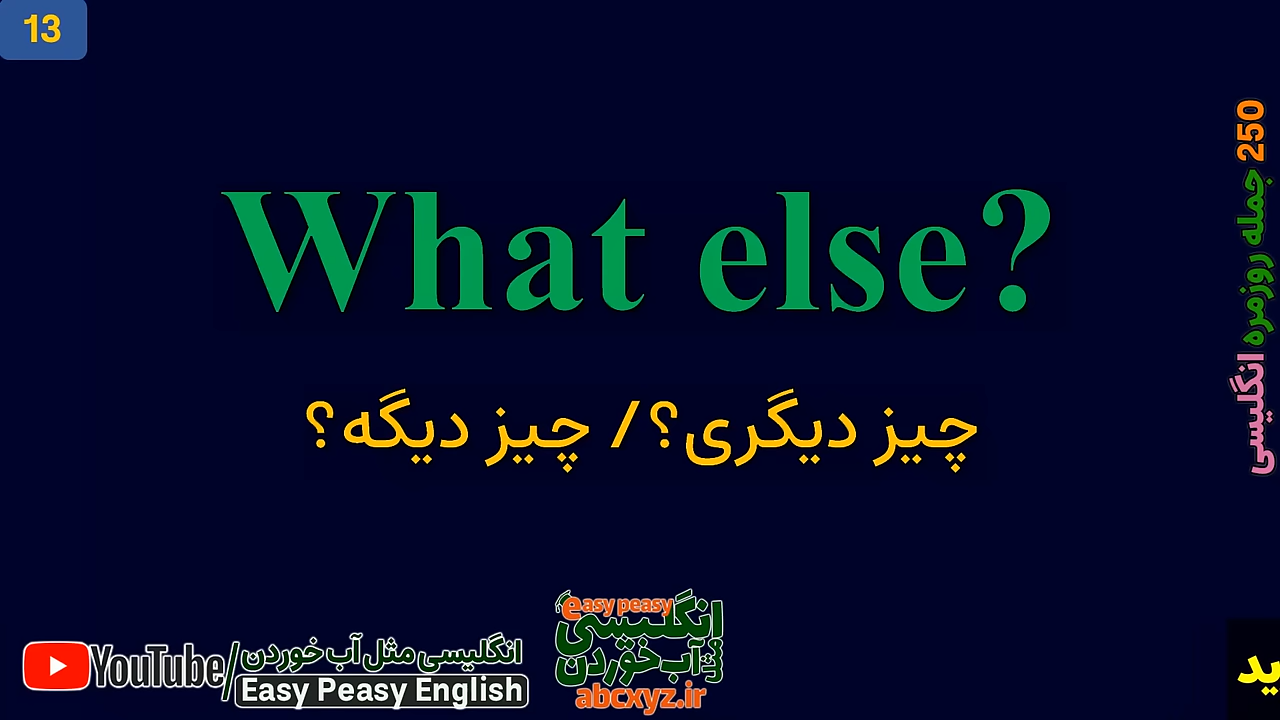 13
What else?
چیز دیگری؟/ چیز دیگه؟
250 جمله روزمره انگلیسی
YouTube/انگلیسی مثل آب خوردن
Easy Peasy English
easy peasy
انگلیسی
مثل آب خوردن
abcxyz.ir
ید